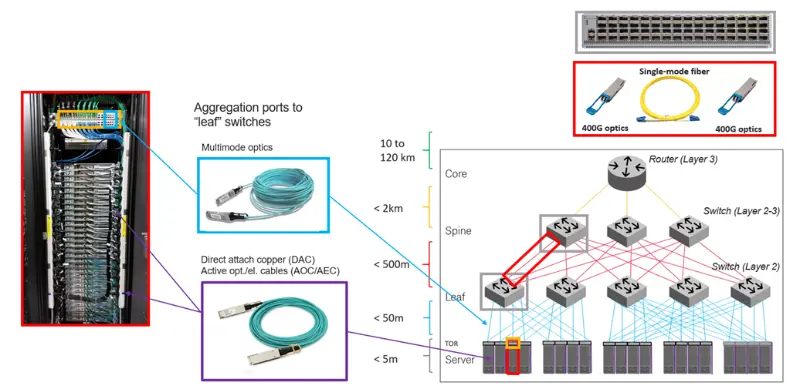 Aggregation ports to
"leaf" switches
Multimode optics
Direct attach copper (DAC)
Active opt./el. cables (AOC/AEC)
Single-mode fiber
400G optics
400G optics
10 to
120 km
< 2km
< 500m
< 50m
< 5m
Core
Spine
Leaf
TOR
Server
Router (Layer 3)
Switch (Layer 2-3)
Switch (Layer 2)